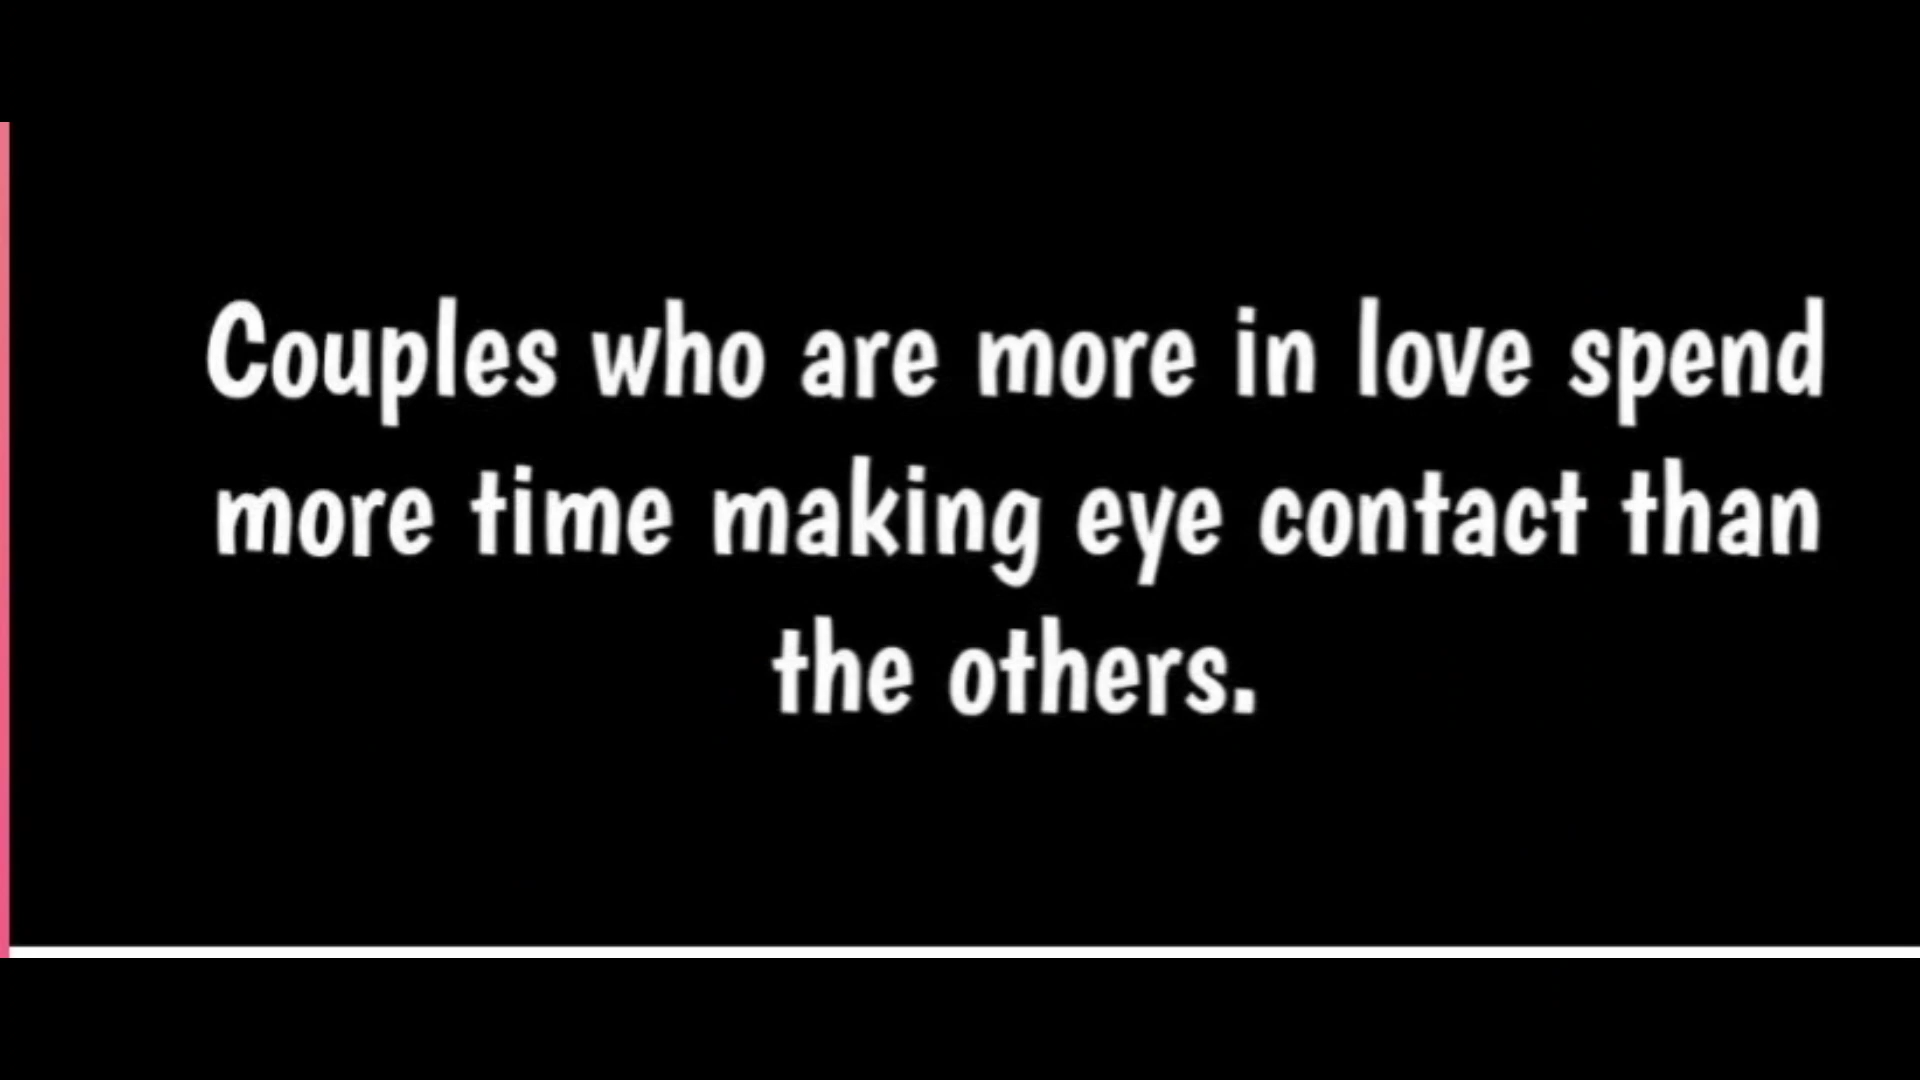 Couples who are more in love spend
more time making eye contact than
the others.